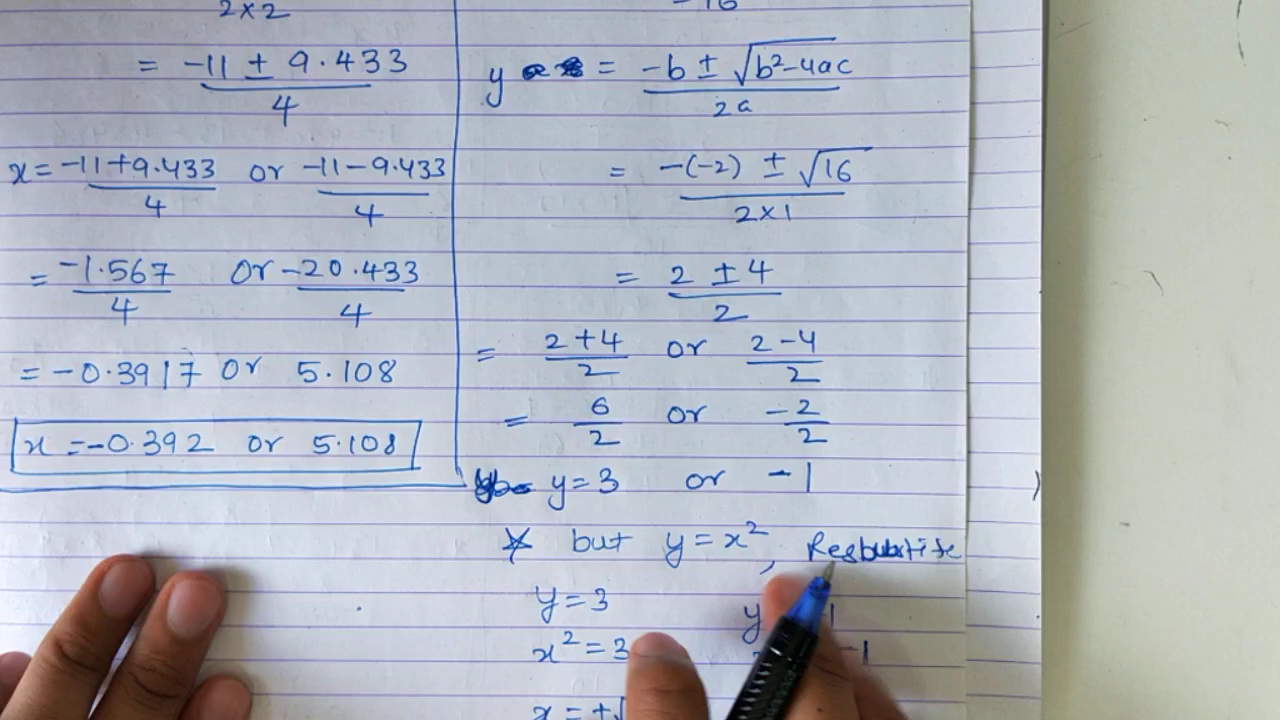 2×2
= -11 ± 9.433
4
x = -11+9.433 or -11-9.433
4 4
= -1.567 or -20.433
4 4
= -0.3917 or 5.108
x = -0.392 or 5.108
-16
y = -b ± √b²-4ac
2a
= -(-2) ± √16
2×1
= 2 ± 4
2
= 2+4 or 2-4
2 2
= 6 or -2
2 2
y = 3 or -1
but y = x²,
y = 3 y
x² = 3 -1
x = +√